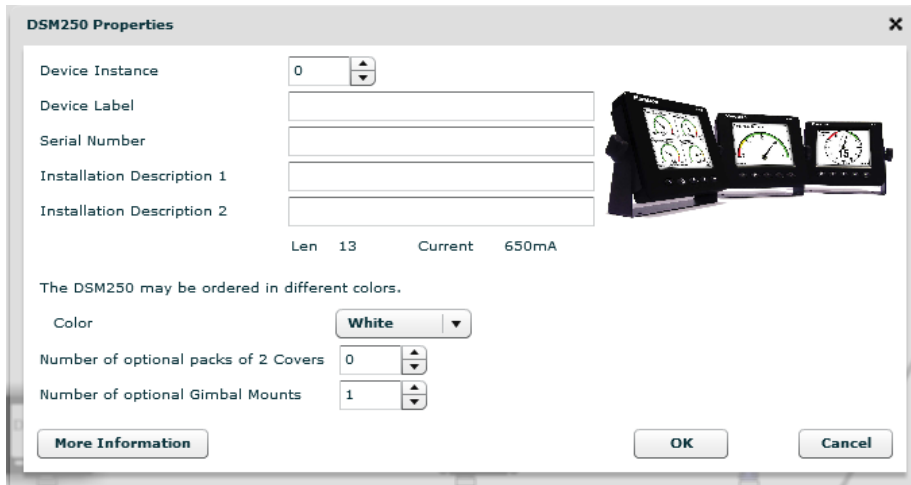 DSM250 Properties
Device Instance 0
Device Label
Serial Number
Installation Description 1
Installation Description 2
Len 13 Current 650mA
The DSM250 may be ordered in different colors.
Color White
Number of optional packs of 2 Covers 0
Number of optional Gimbal Mounts 1
More Information OK Cancel